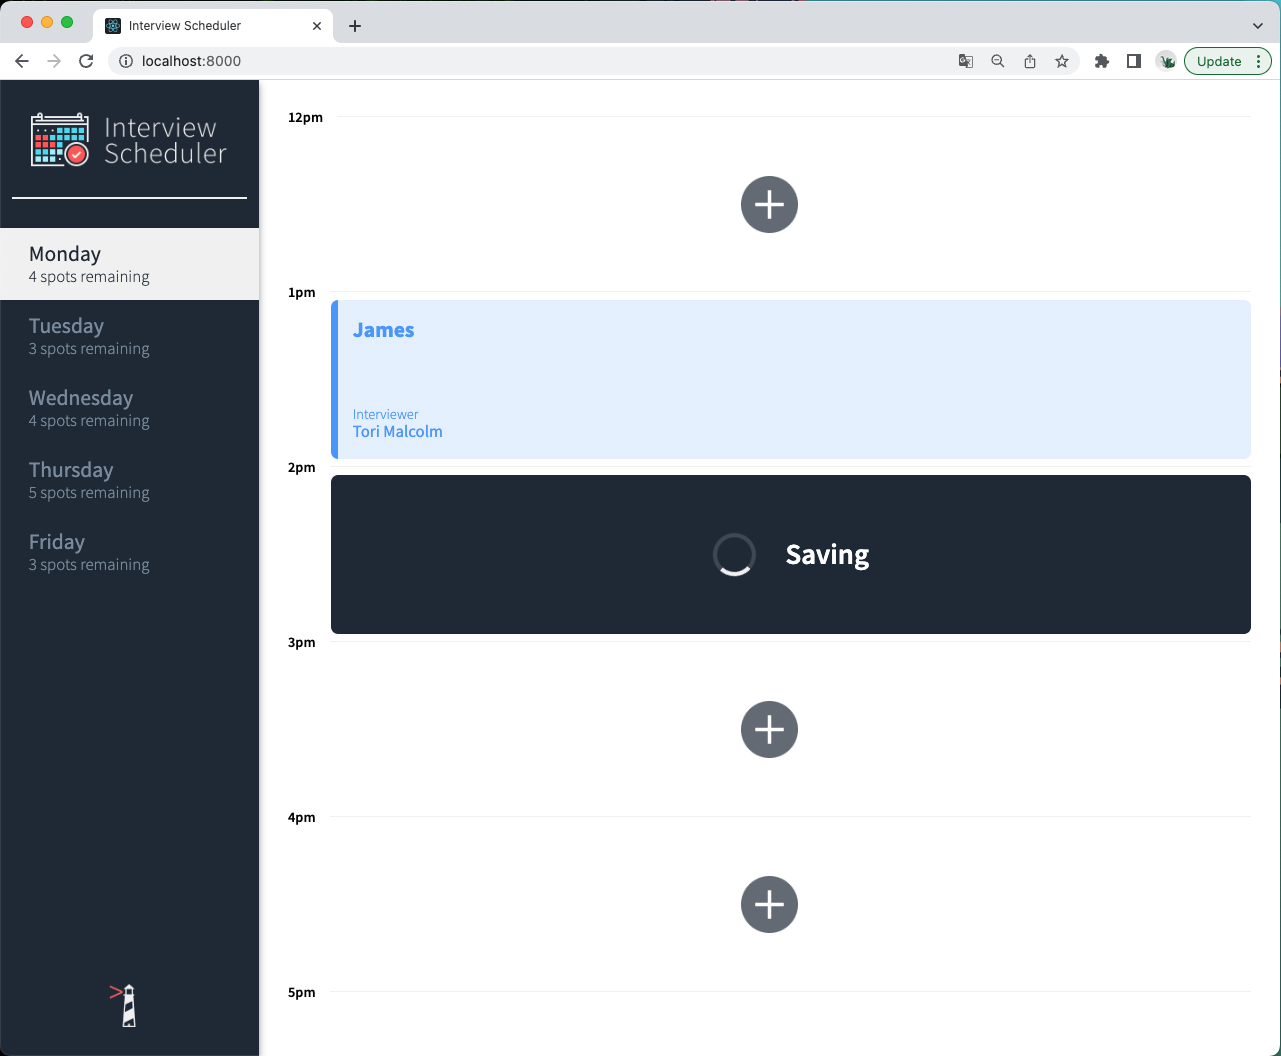 Interview Scheduler
localhost:8000
Update
Interview
Scheduler
Monday
4 spots remaining
Tuesday
3 spots remaining
Wednesday
4 spots remaining
Thursday
5 spots remaining
Friday
3 spots remaining
12pm
1pm
James
Interviewer
Tori Malcolm
2pm
Saving
3pm
4pm
5pm